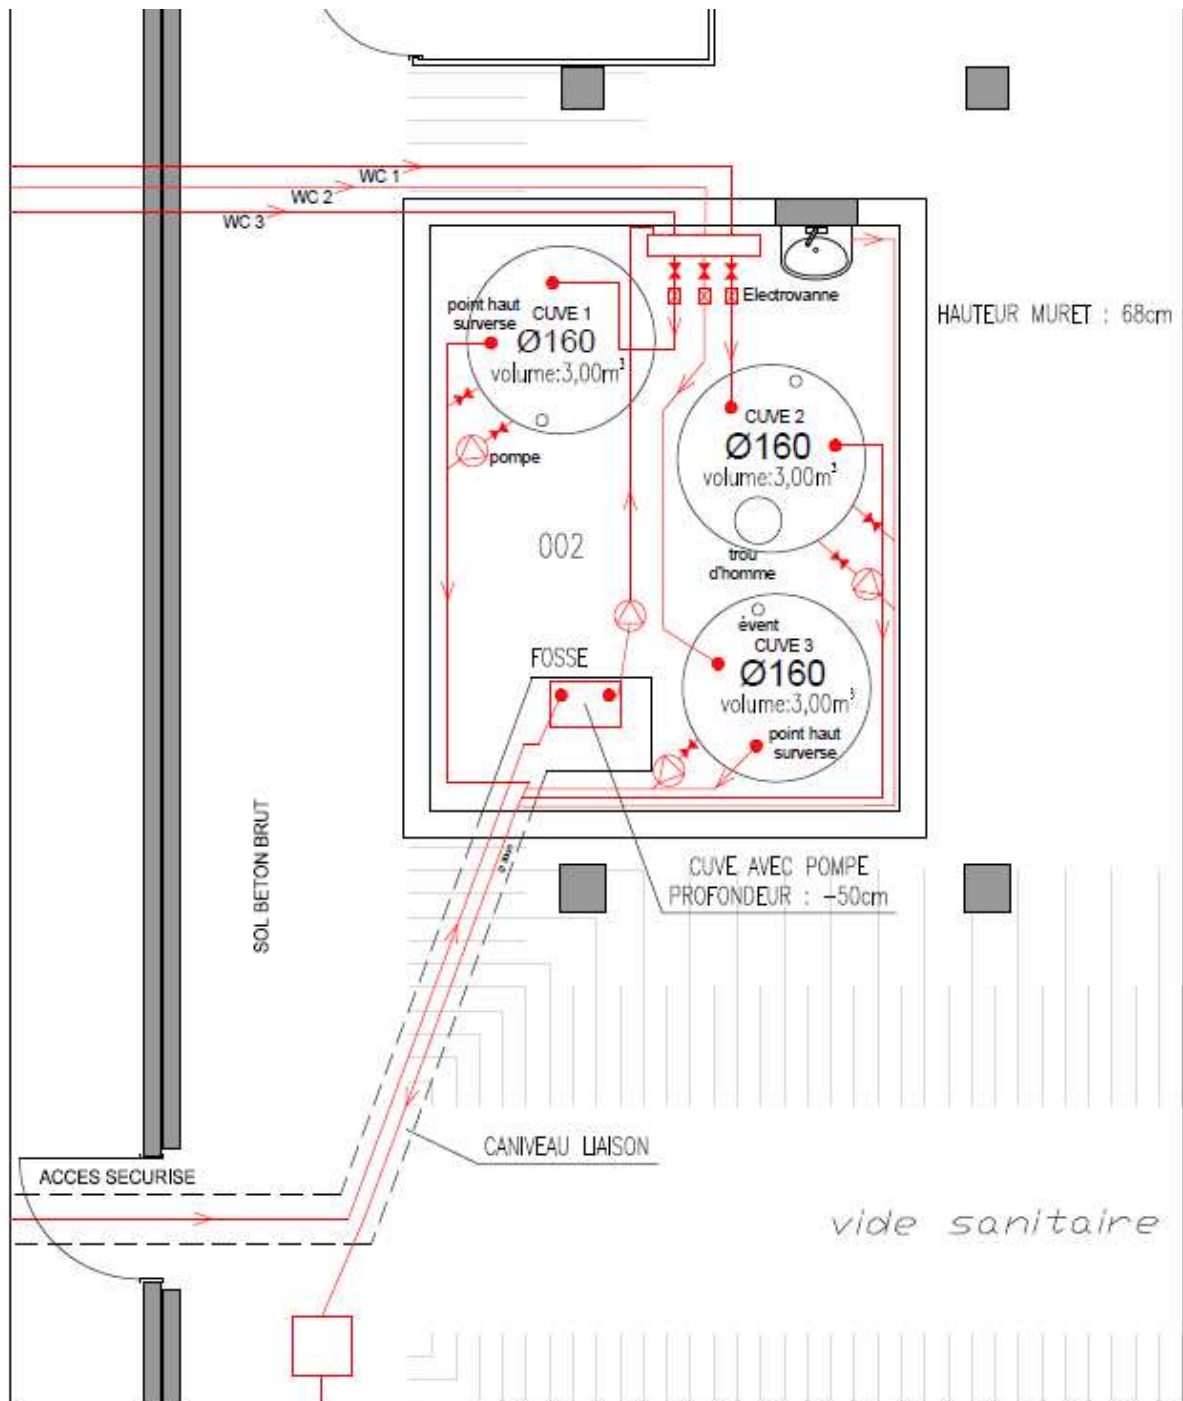 WC 1
WC 2
WC 3
Electrovanne
point haut
surverse
CUVE 1
Ø160
volume:3,00m³
HAUTEUR MURET : 68cm
CUVE 2
Ø160
volume:3,00m³
pompe
002
trou
d'homme
évent
CUVE 3
Ø160
volume:3,00m³
point haut
surverse
FOSSE
SOL BETON BRUT
CUVE AVEC POMPE
PROFONDEUR : -50cm
CANIVEAU LIAISON
ACCES SECURISE
vide sanitaire